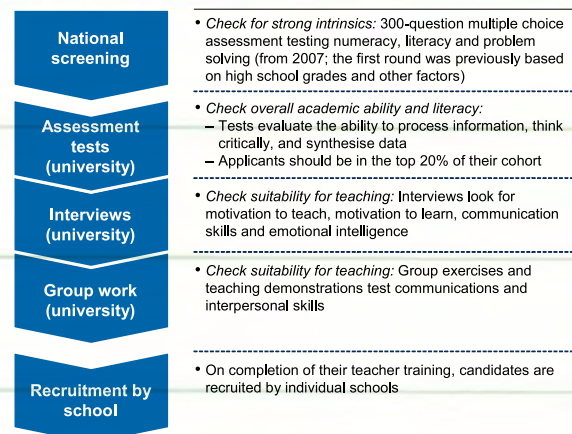 National
screening
• Check for strong intrinsics: 300-question multiple choice
assessment testing numeracy, literacy and problem
solving (from 2007; the first round was previously based
on high school grades and other factors)
Assessment
tests
(university)
• Check overall academic ability and literacy:
– Tests evaluate the ability to process information, think
critically, and synthesise data
– Applicants should be in the top 20% of their cohort
Interviews
(university)
• Check suitability for teaching: Interviews look for
motivation to teach, motivation to learn, communication
skills and emotional intelligence
Group work
(university)
• Check suitability for teaching: Group exercises and
teaching demonstrations test communications and
interpersonal skills
Recruitment by
school
• On completion of their teacher training, candidates are
recruited by individual schools